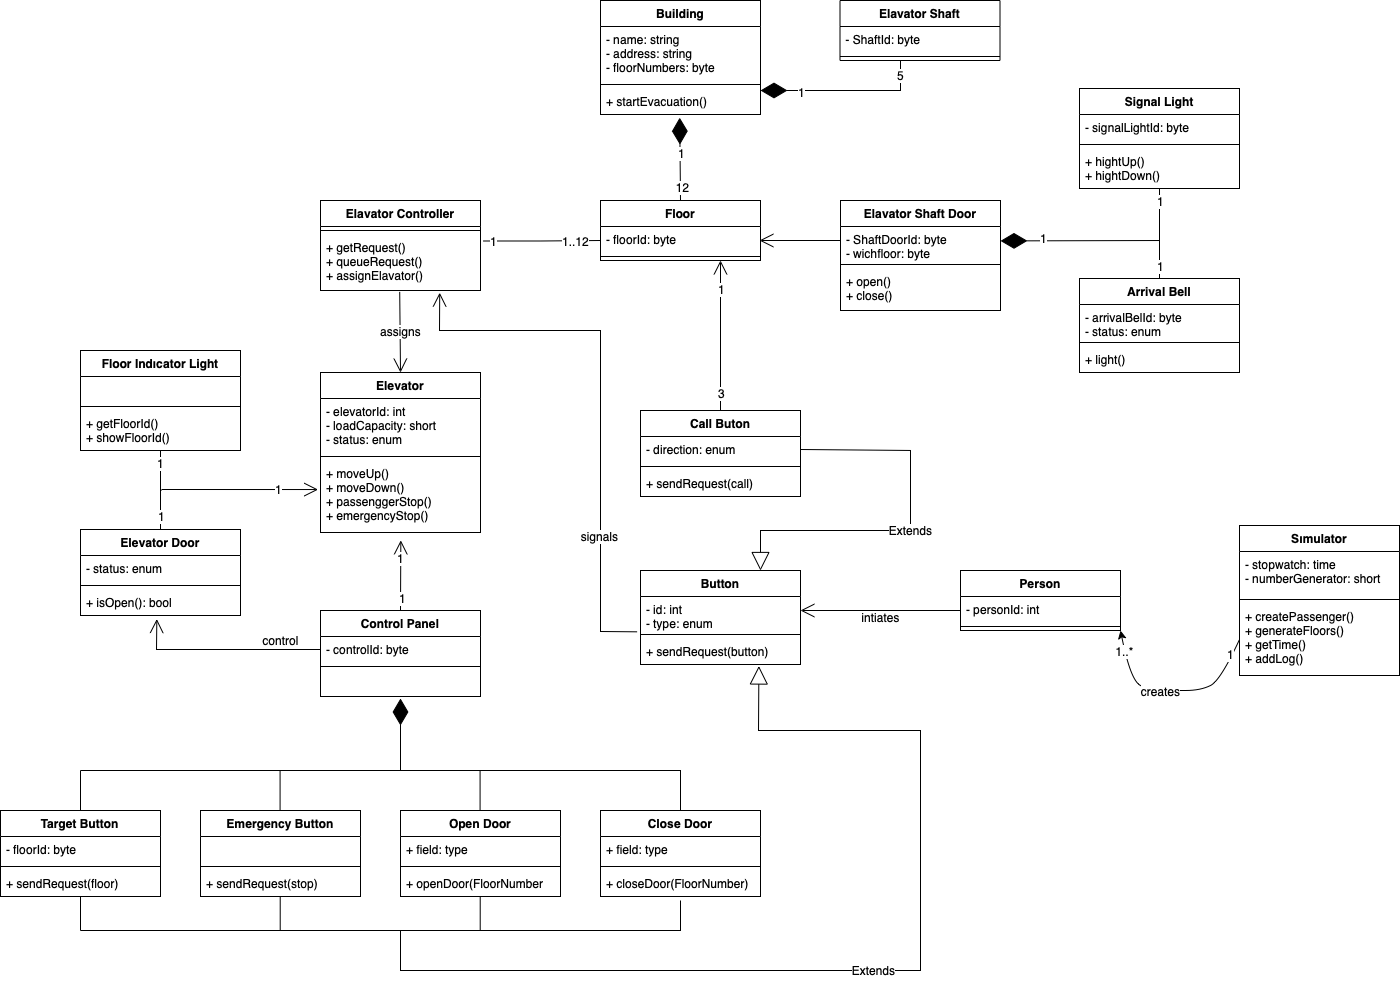 Building
- name: string
- address: string
- floorNumbers: byte
+ startEvacuation()
1
12
Elavator Shaft
- ShaftId: byte
5
1
Signal Light
- signalLightId: byte
+ hightUp()
+ hightDown()
1
1
1
Arrival Bell
- arrivalBelId: byte
- status: enum
+ light()
Elavator Controller
+ getRequest()
+ queueRequest()
+ assignElavator()
1
1..12
Floor
- floorId: byte
Elavator Shaft Door
- ShaftDoorId: byte
- wichfloor: byte
+ open()
+ close()
assigns
1
3
Floor Indıcator Light
+ getFloorId()
+ showFloorId()
1
1
1
Elevator
- elevatorId: int
- loadCapacity: short
- status: enum
+ moveUp()
+ moveDown()
+ passenggerStop()
+ emergencyStop()
Call Buton
- direction: enum
+ sendRequest(call)
Extends
signals
Elevator Door
- status: enum
+ isOpen(): bool
1
1
control
Control Panel
- controlId: byte
Button
- id: int
- type: enum
+ sendRequest(button)
intiates
Person
- personId: int
Sımulator
- stopwatch: time
- numberGenerator: short
+ createPassenger()
+ generateFloors()
+ getTime()
+ addLog()
1..*
1
creates
Target Button
- floorId: byte
+ sendRequest(floor)
Emergency Button
+ sendRequest(stop)
Open Door
+ field: type
+ openDoor(FloorNumber
Close Door
+ field: type
+ closeDoor(FloorNumber)
Extends